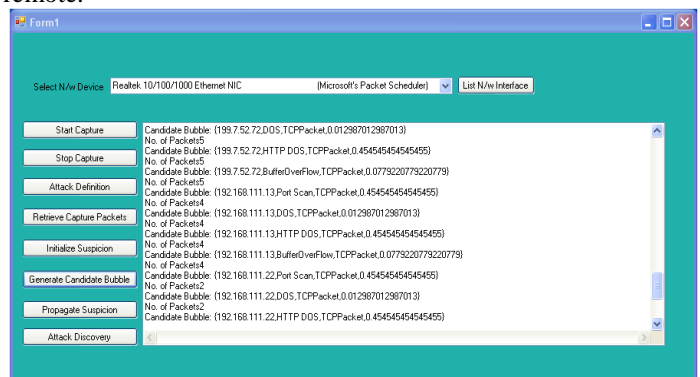 remote.
Form1
Select N/w Device Realtek 10/100/1000 Ethernet NIC (Microsoft's Packet Scheduler) List N/w Interface
Start Capture
Stop Capture
Attack Definition
Retrieve Capture Packets
Initialize Suspicion
Generate Candidate Bubble
Propagate Suspicion
Attack Discovery
Candidate Bubble: {199.7.52.72,DOS,TCPPacket,0.012987012987013}
No. of Packets5
Candidate Bubble: {199.7.52.72,HTTP DOS,TCPPacket,0.454545454545455}
No. of Packets5
Candidate Bubble: {199.7.52.72,BufferOverFlow,TCPPacket,0.0779220779220779}
No. of Packets5
Candidate Bubble: {192.168.111.13,Port Scan,TCPPacket,0.454545454545455}
No. of Packets4
Candidate Bubble: {192.168.111.13,DOS,TCPPacket,0.012987012987013}
No. of Packets4
Candidate Bubble: {192.168.111.13,HTTP DOS,TCPPacket,0.454545454545455}
No. of Packets4
Candidate Bubble: {192.168.111.13,BufferOverFlow,TCPPacket,0.0779220779220779}
No. of Packets4
Candidate Bubble: {192.168.111.22,Port Scan,TCPPacket,0.454545454545455}
No. of Packets2
Candidate Bubble: {192.168.111.22,DOS,TCPPacket,0.012987012987013}
No. of Packets2
Candidate Bubble: {192.168.111.22,HTTP DOS,TCPPacket,0.454545454545455}